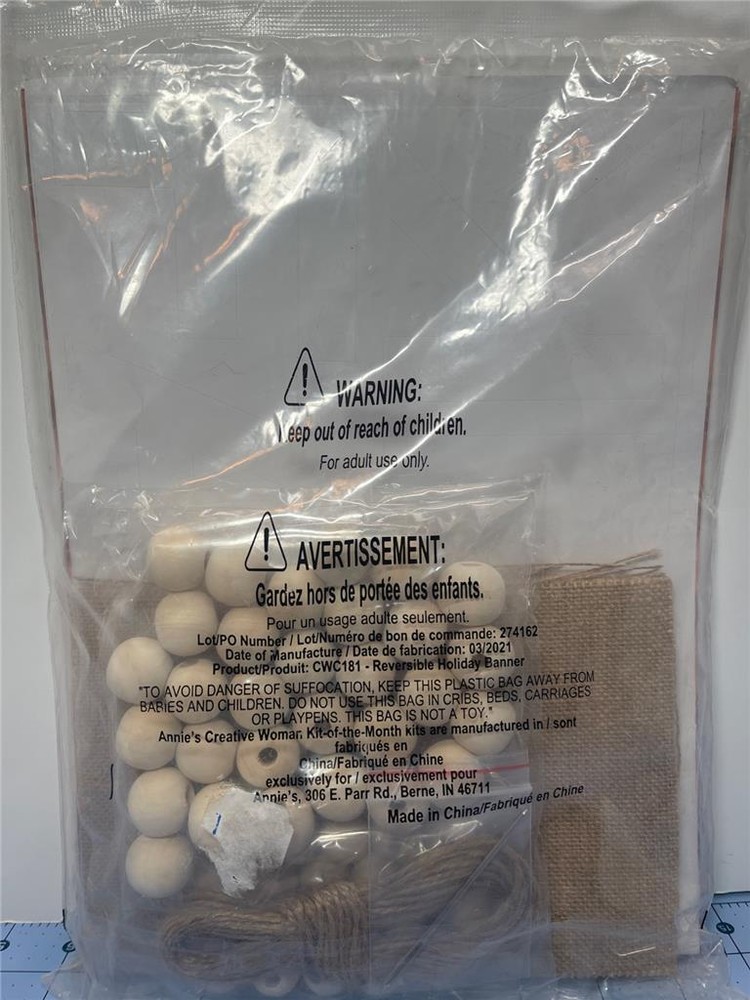 WARNING:
Keep out of reach of children.
For adult use only.
AVERTISSEMENT:
Gardez hors de portée des enfants.
Pour un usage adulte seulement.
Lot/PO Number / Lot/Numéro de bon de commande: 274162
Date of Manufacture / Date de fabrication: 03/2021
Product/Produit: CWC181 - Reversible Holiday Banner
"TO AVOID DANGER OF SUFFOCATION, KEEP THIS PLASTIC BAG AWAY FROM
BABIES AND CHILDREN. DO NOT USE THIS BAG IN CRIBS, BEDS, CARRIAGES
OR PLAYPENS. THIS BAG IS NOT A TOY."
Annie's Creative Woman Kit-of-the-Month kits are manufactured in / sont
fabriqués en
China/Fabriqué en Chine
exclusively for / exclusivement pour
Annie's, 306 E. Parr Rd., Berne, IN 46711
Made in China/Fabriqué en Chine